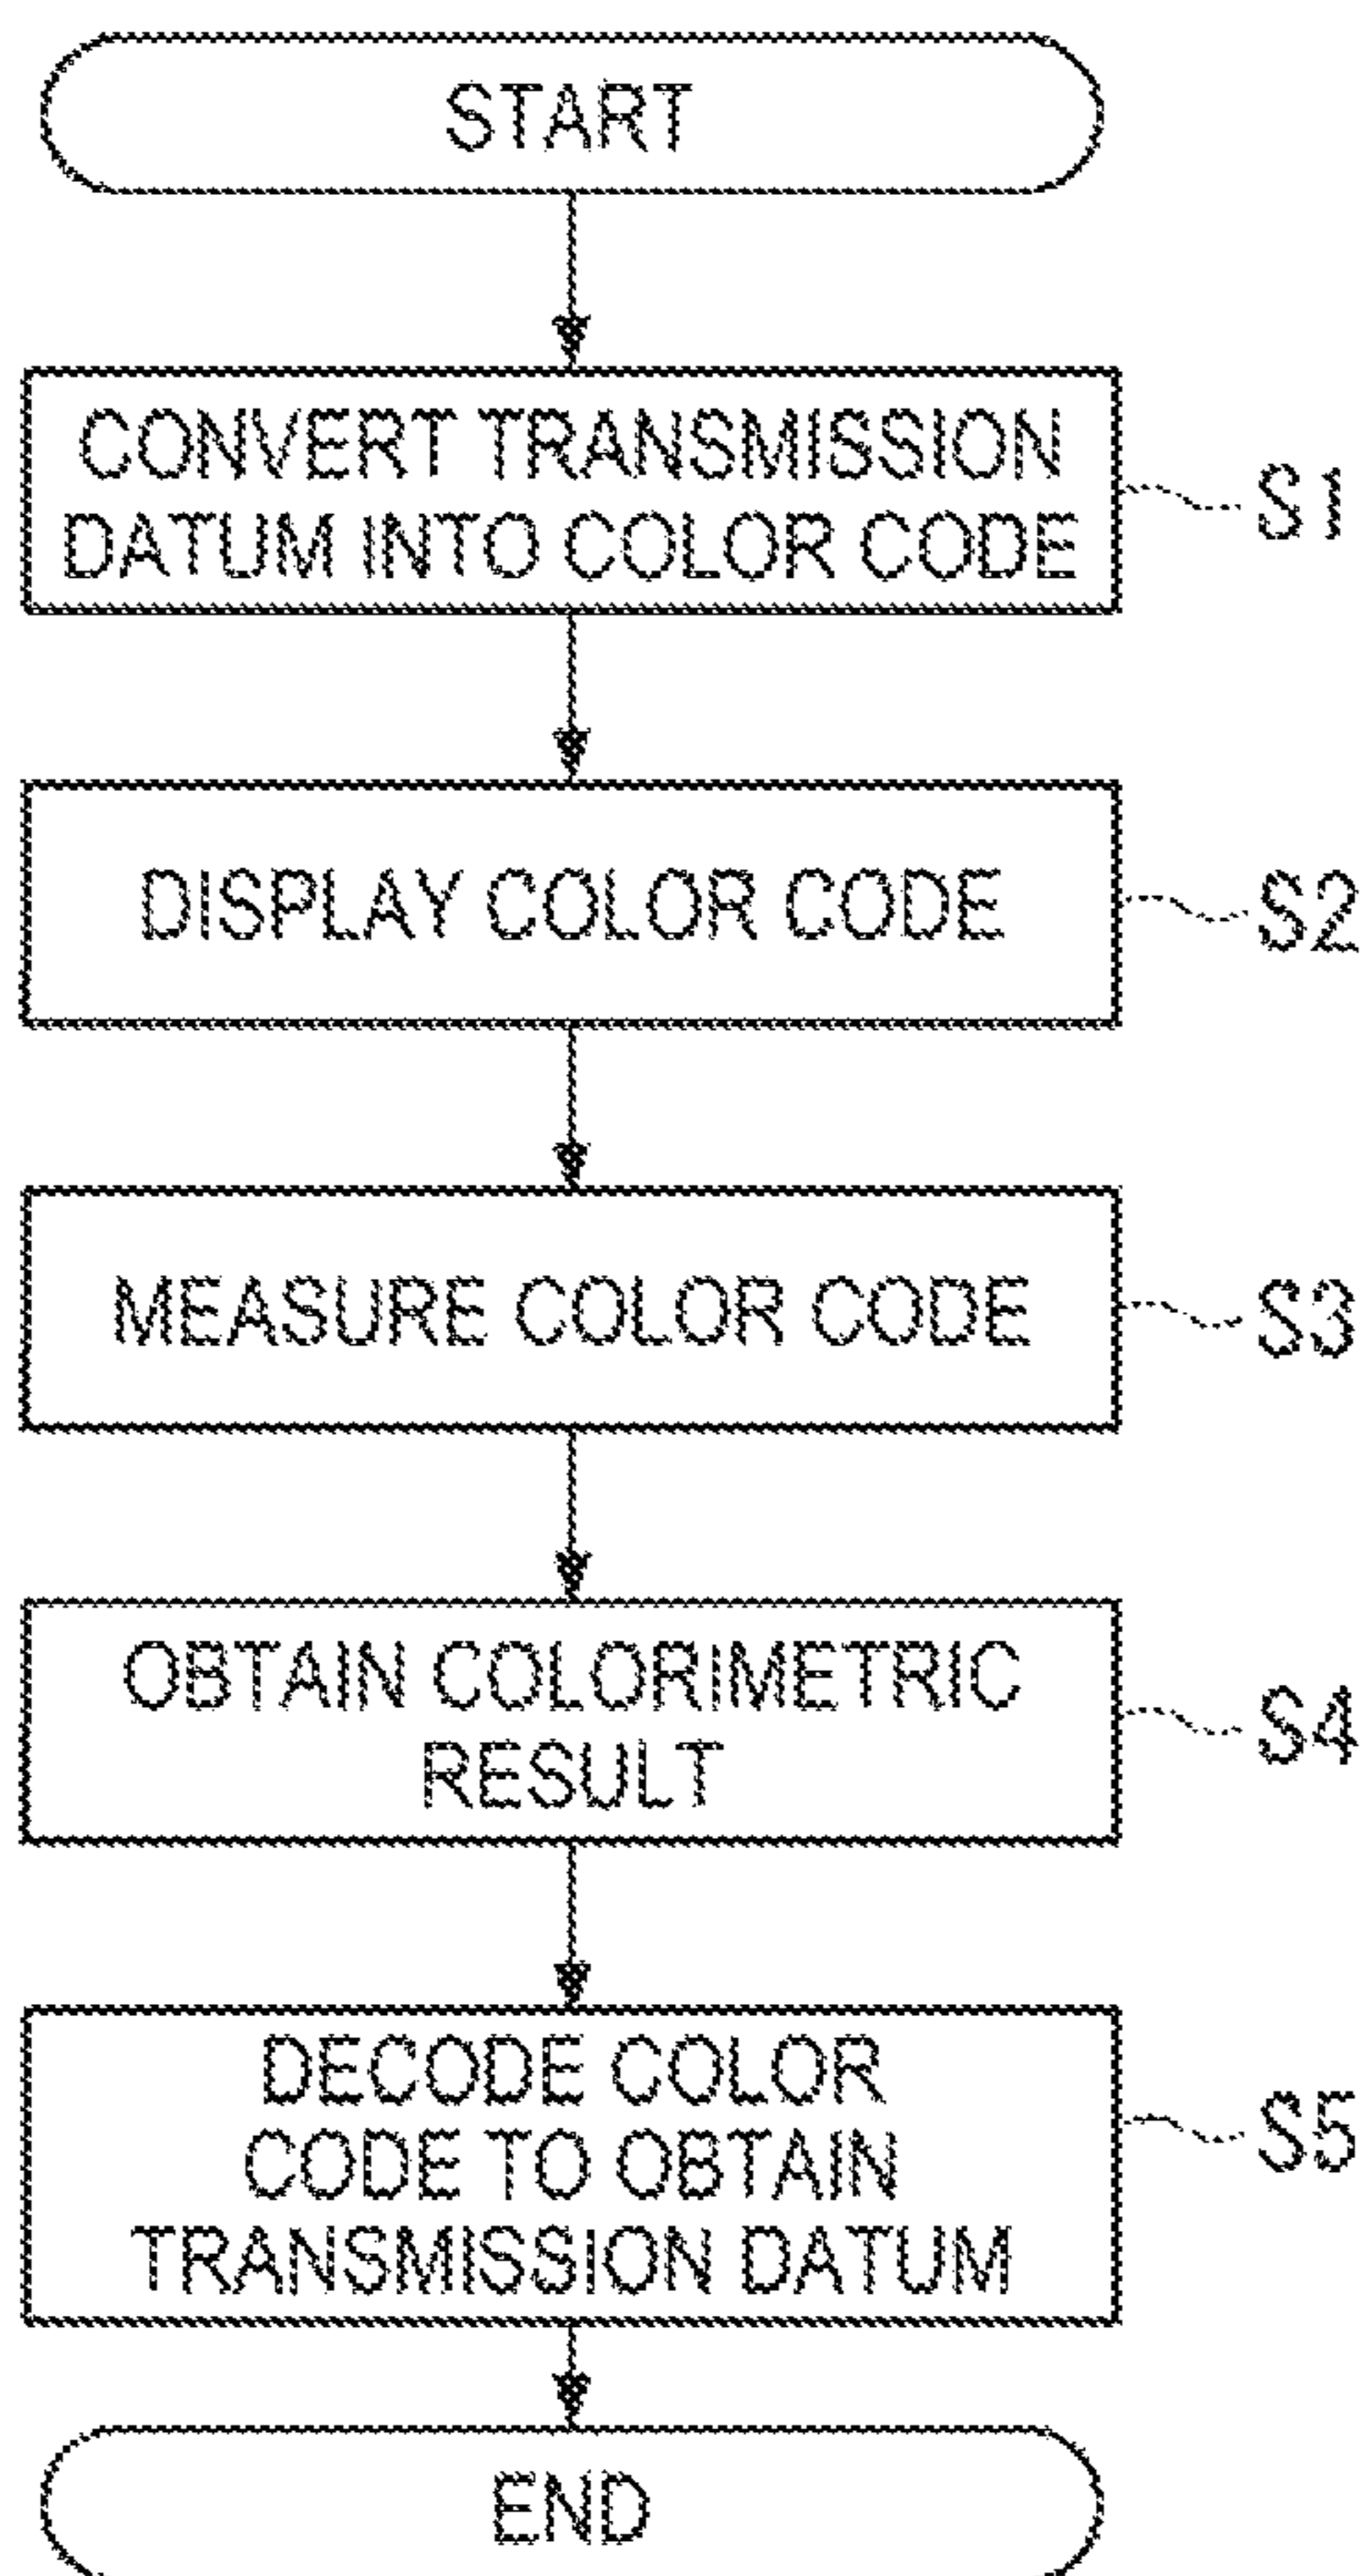 START
CONVERT TRANSMISSION
DATUM INTO COLOR CODE
S1
DISPLAY COLOR CODE
S2
MEASURE COLOR CODE
S3
OBTAIN COLORIMETRIC
RESULT
S4
DECODE COLOR
CODE TO OBTAIN
TRANSMISSION DATUM
S5
END